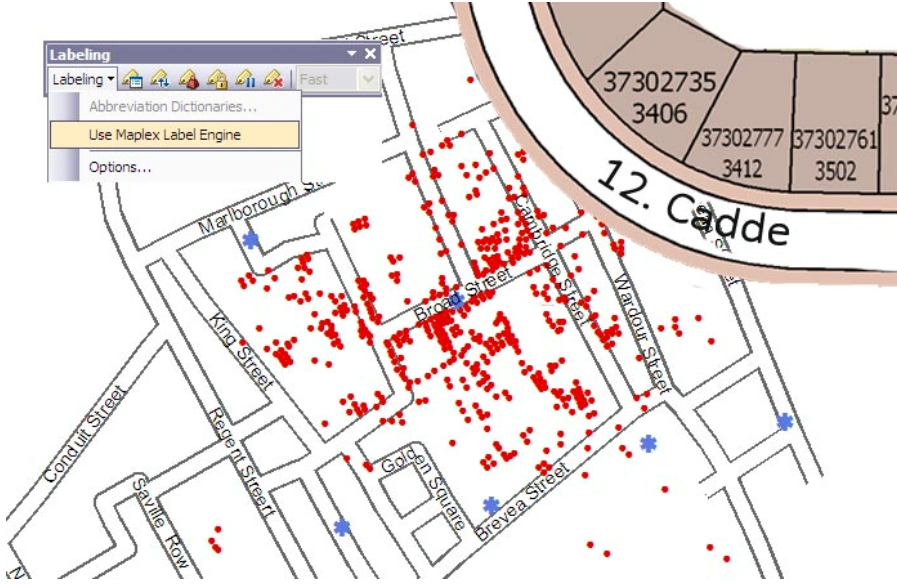 Labeling
Labeling
Fast
Abbreviation Dictionaries...
Use Maplex Label Engine
Options...
Street
37302735
3406
37302777
3412
37302761
3502
37
12. Cadde
Marlborough St
Cambridge Street
Broad Street
Wardour Street
King Street
Regent Streert
Conduit Street
Golden Square
Saville Row
Brevea Street
N